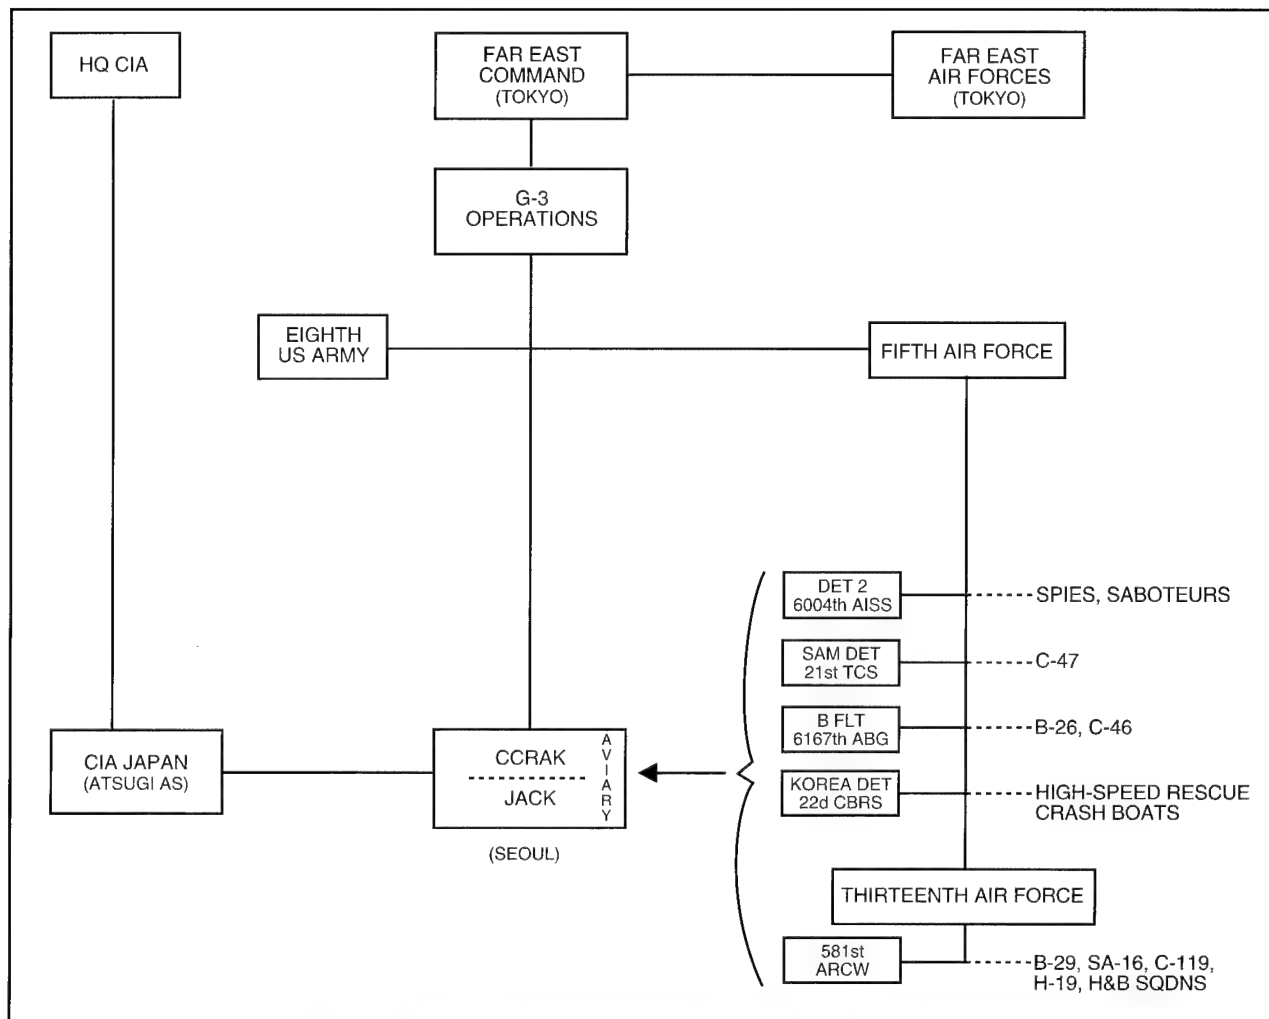 HQ CIA
FAR EAST
COMMAND
(TOKYO)
FAR EAST
AIR FORCES
(TOKYO)
G-3
OPERATIONS
EIGHTH
US ARMY
FIFTH AIR FORCE
DET 2
6004th AISS
SPIES, SABOTEURS
SAM DET
21st TCS
C-47
B FLT
6167th ABG
B-26, C-46
CIA JAPAN
(ATSUGI AS)
CCRAK
JACK
AVIARY
(SEOUL)
KOREA DET
22d CBRS
HIGH-SPEED RESCUE
CRASH BOATS
THIRTEENTH AIR FORCE
581st
ARCW
B-29, SA-16, C-119,
H-19, H&B SQDNS